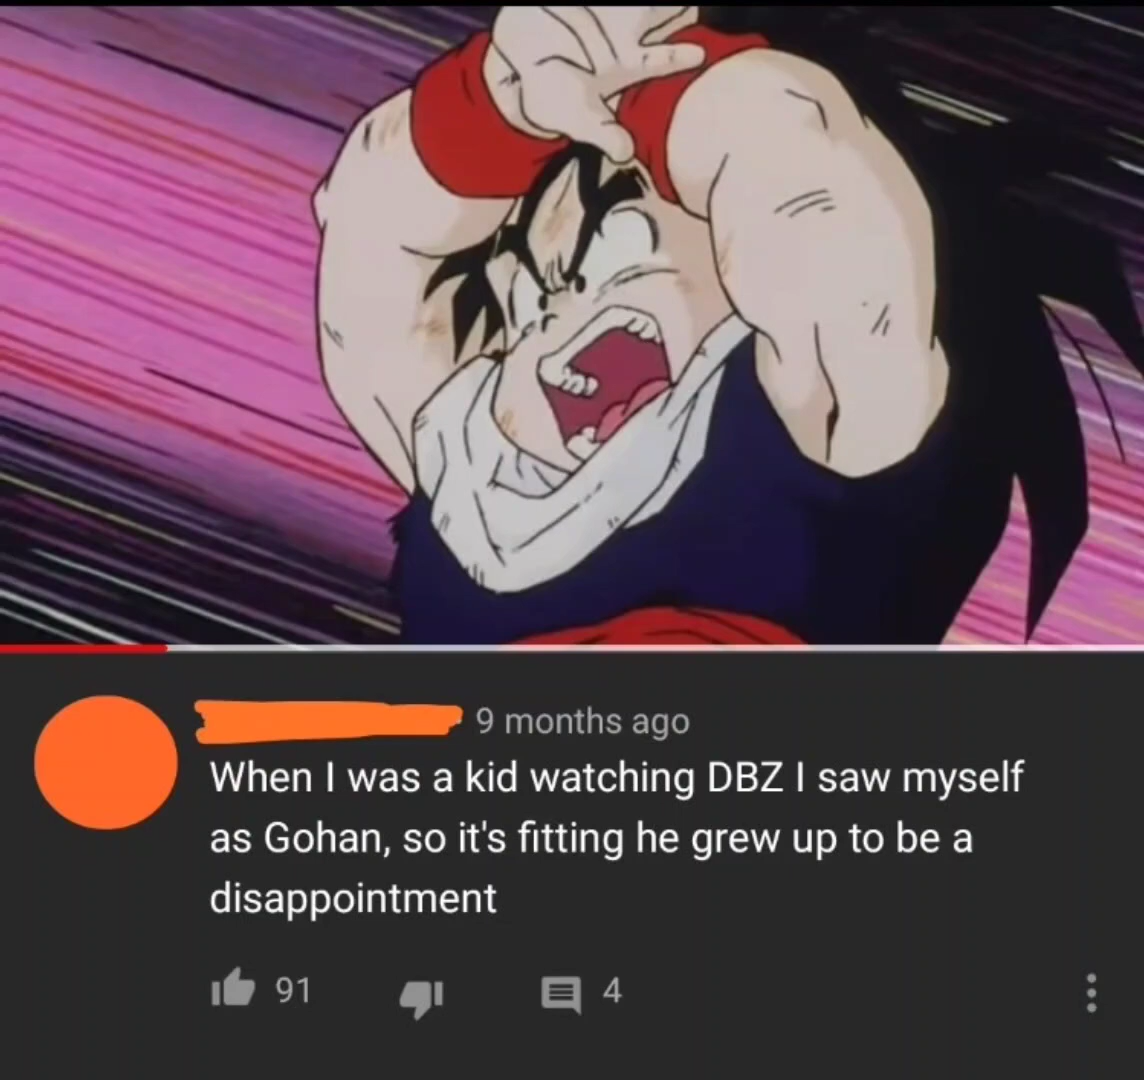 9 months ago
When I was a kid watching DBZ I saw myself
as Gohan, so it's fitting he grew up to be a
disappointment
91
4